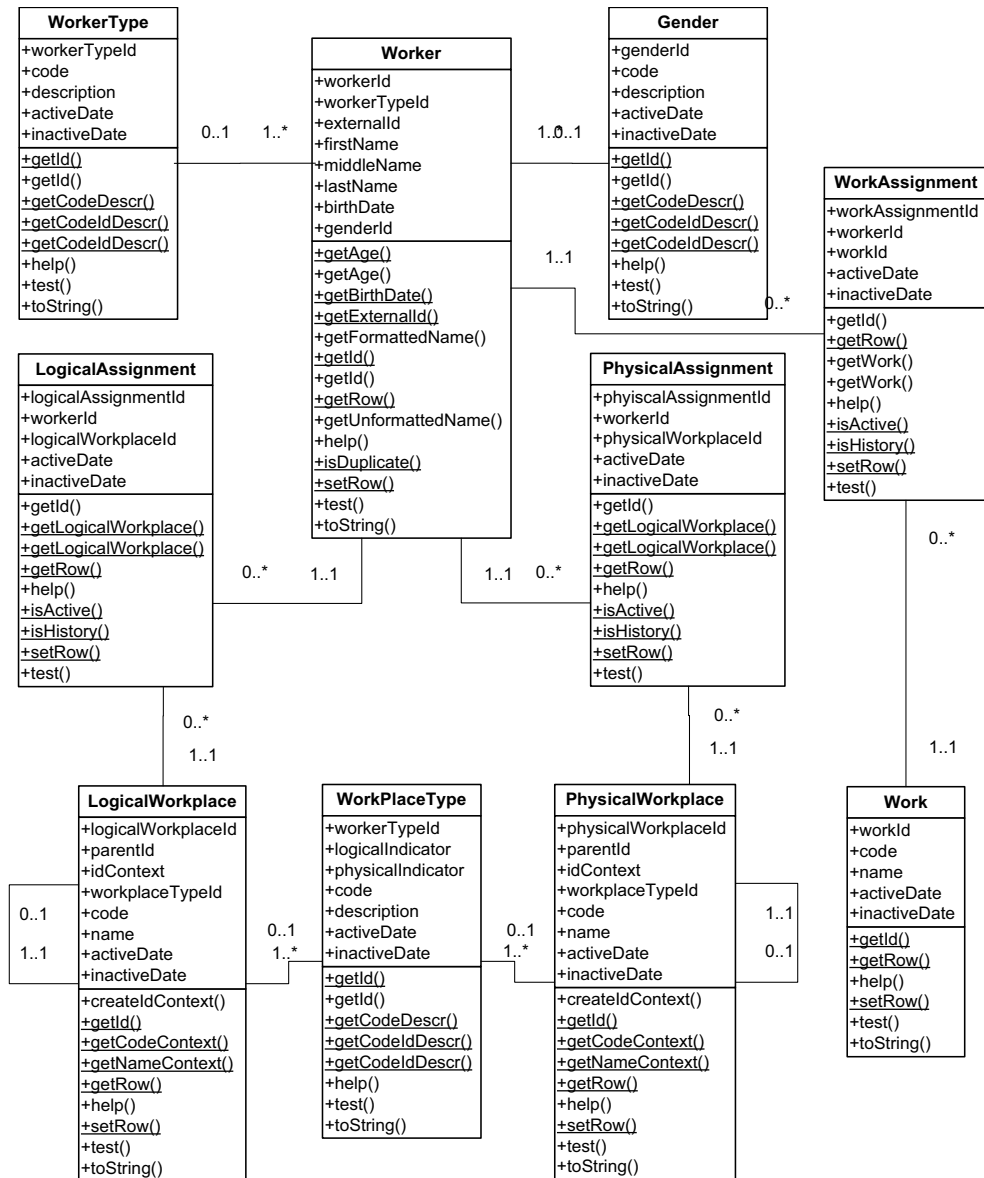 WorkerType
+workerTypeId
+code
+description
+activeDate
+inactiveDate
+getId()
+getId()
+getCodeDescr()
+getCodeIdDescr()
+getCodeIdDescr()
+help()
+test()
+toString()
0..1
1..*
Worker
+workerId
+workerTypeId
+externalId
+firstName
+middleName
+lastName
+birthDate
+genderId
+getAge()
+getAge()
+getBirthDate()
+getExternalId()
+getFormattedName()
+getId()
+getId()
+getRow()
+getUnformattedName()
+help()
+isDuplicate()
+setRow()
+test()
+toString()
0..1
Gender
+genderId
+code
+description
+activeDate
+inactiveDate
+getId()
+getId()
+getCodeDescr()
+getCodeIdDescr()
+getCodeIdDescr()
+help()
+test()
+toString()
1..1
0..*
WorkAssignment
+workAssignmentId
+workerId
+workId
+activeDate
+inactiveDate
+getId()
+getRow()
+getWork()
+getWork()
+help()
+isActive()
+isHistory()
+setRow()
+test()
LogicalAssignment
+logicalAssignmentId
+workerId
+logicalWorkplaceId
+activeDate
+inactiveDate
+getId()
+getLogicalWorkplace()
+getLogicalWorkplace()
+getRow()
+help()
+isActive()
+isHistory()
+setRow()
+test()
0..*
1..1
1..1
0..*
PhysicalAssignment
+phyiscalAssignmentId
+workerId
+physicalWorkplaceId
+activeDate
+inactiveDate
+getId()
+getLogicalWorkplace()
+getLogicalWorkplace()
+getRow()
+help()
+isActive()
+isHistory()
+setRow()
+test()
0..*
1..1
0..*
1..1
0..*
1..1
LogicalWorkplace
+logicalWorkplaceId
+parentId
+idContext
+workplaceTypeId
+code
+name
+activeDate
+inactiveDate
+createIdContext()
+getId()
+getCodeContext()
+getNameContext()
+getRow()
+help()
+setRow()
+test()
+toString()
0..1
1..1
0..1
1..*
WorkPlaceType
+workerTypeId
+logicalIndicator
+physicalIndicator
+code
+description
+activeDate
+inactiveDate
+getId()
+getId()
+getCodeDescr()
+getCodeIdDescr()
+getCodeIdDescr()
+help()
+test()
+toString()
0..1
1..*
PhysicalWorkplace
+physicalWorkplaceId
+parentId
+idContext
+workplaceTypeId
+code
+name
+activeDate
+inactiveDate
+createIdContext()
+getId()
+getCodeContext()
+getNameContext()
+getRow()
+help()
+setRow()
+test()
+toString()
1..1
0..1
Work
+workId
+code
+name
+activeDate
+inactiveDate
+getId()
+getRow()
+help()
+setRow()
+test()
+toString()